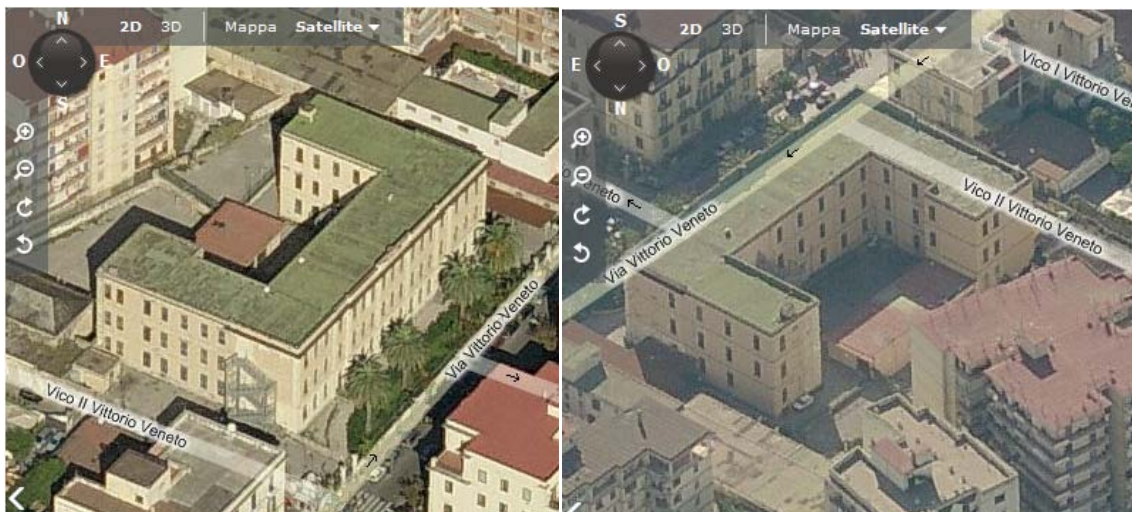 N
2D 3D Mappa Satellite
O E
S
Via Vittorio Veneto
Vico II Vittorio Veneto
S
2D 3D Mappa Satellite
E O
N
Vico I Vittorio
Veneto
Via Vittorio Veneto
Vico II Vittorio Veneto